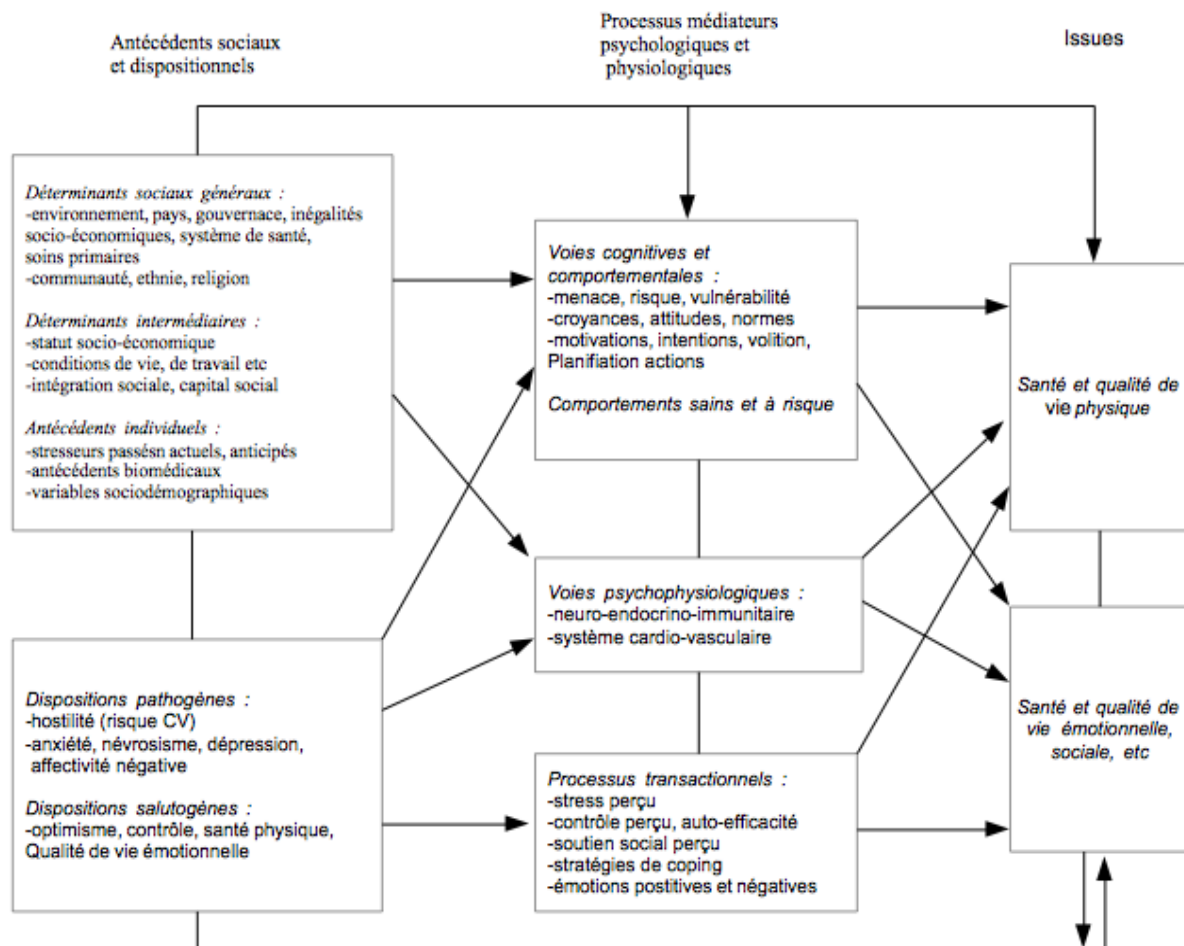 Antécédents sociaux
et dispositionnels
Processus médiateurs
psychologiques et
physiologiques
Issues
Déterminants sociaux généraux :
-environnement, pays, gouvernace, inégalités
socio-économiques, système de santé,
soins primaires
-communauté, ethnie, religion
Déterminants intermédiaires :
-statut socio-économique
-conditions de vie, de travail etc
-intégration sociale, capital social
Antécédents individuels :
-stresseurs passésn actuels, anticipés
-antécédents biomédicaux
-variables sociodémographiques
Dispositions pathogènes :
-hostilité (risque CV)
-anxiété, névrosisme, dépression,
affectivité négative
Dispositions salutogènes :
-optimisme, contrôle, santé physique,
Qualité de vie émotionnelle
Voies cognitives et
comportementales :
-menace, risque, vulnérabilité
-croyances, attitudes, normes
-motivations, intentions, volition,
Planifiation actions
Comportements sains et à risque
Voies psychophysiologiques :
-neuro-endocrino-immunitaire
-système cardio-vasculaire
Processus transactionnels :
-stress perçu
-contrôle perçu, auto-efficacité
-soutien social perçu
-stratégies de coping
-émotions postitives et négatives
Santé et qualité de
vie physique
Santé et qualité de
vie émotionnelle,
sociale, etc